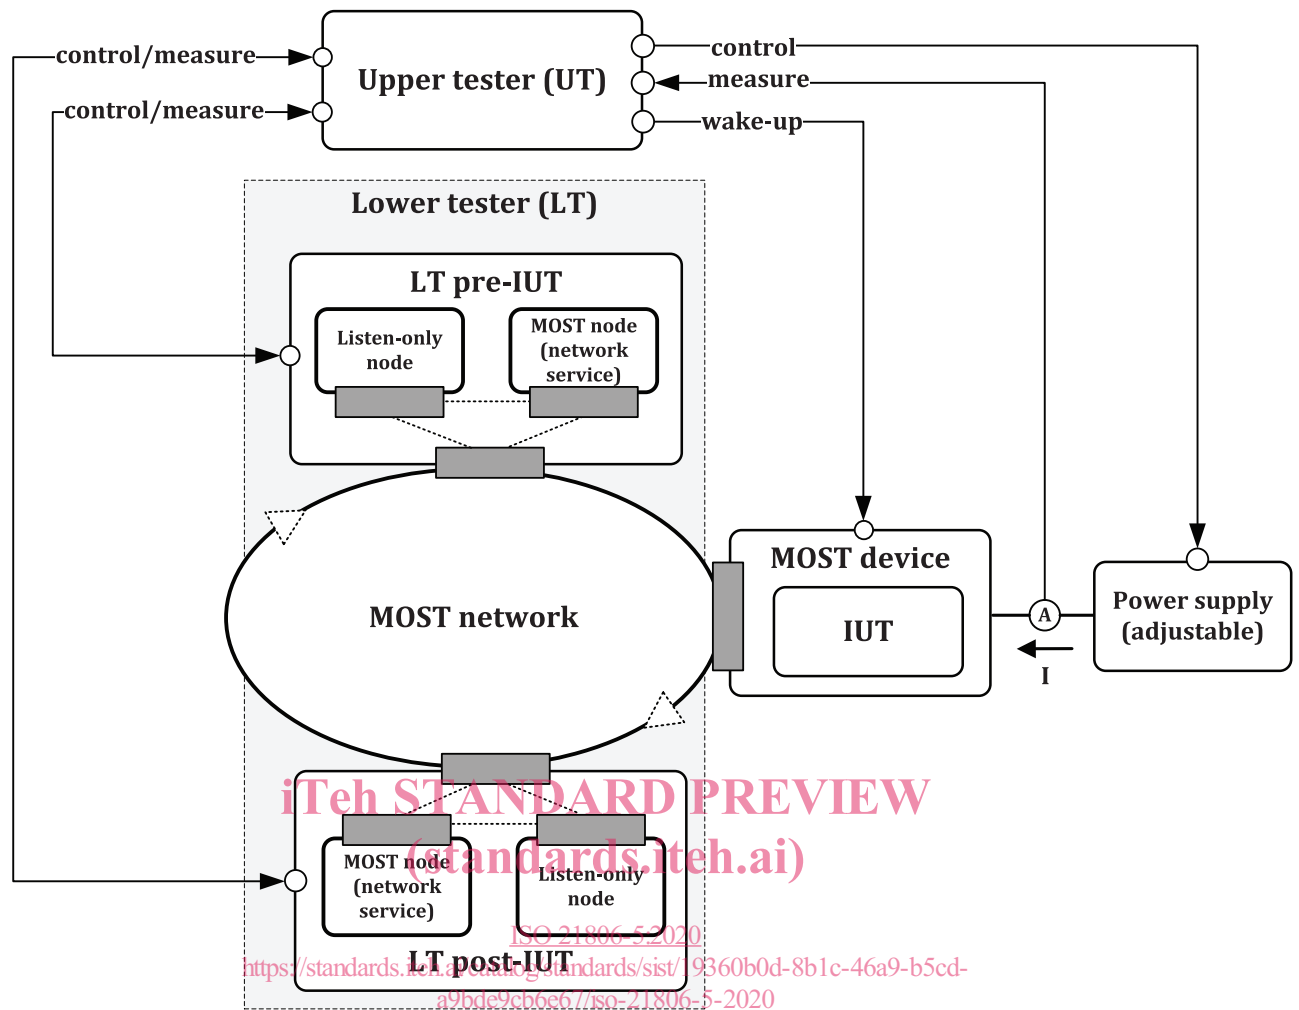 control/measure
control/measure
Upper tester (UT)
control
measure
wake-up
Lower tester (LT)
LT pre-IUT
Listen-only
node
MOST node
(network
service)
MOST network
MOST device
IUT
A
I
Power supply
(adjustable)
iTeh STANDARD PREVIEW
(standards.iteh.ai)
MOST node
(network
service)
Listen-only
node
LT post-IUT
ISO 21806-5:2020
https://standards.iteh.ai/catalog/standards/sist/19360b0d-8b1c-46a9-b5cd-
a9bde9cb6e67/iso-21806-5-2020